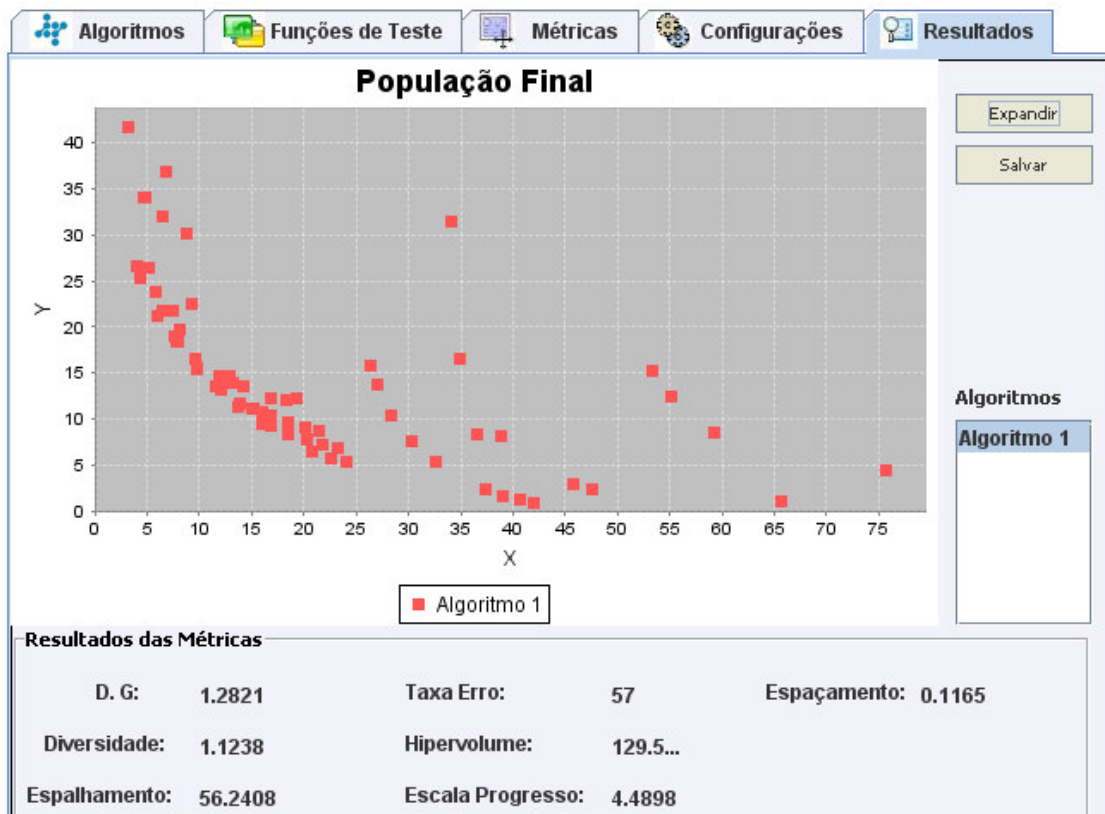 Algoritmos Funções de Teste Métricas Configurações Resultados
População Final
Expandir
Salvar
40
35
30
25
20
15
10
5
0
Y
0 5 10 15 20 25 30 35 40 45 50 55 60 65 70 75
X
Algoritmo 1
Algoritmos
Algoritmo 1
Resultados das Métricas
D. G: 1.2821 Taxa Erro: 57 Espaçamento: 0.1165
Diversidade: 1.1238 Hipervolume: 129.5...
Espalhamento: 56.2408 Escala Progresso: 4.4898